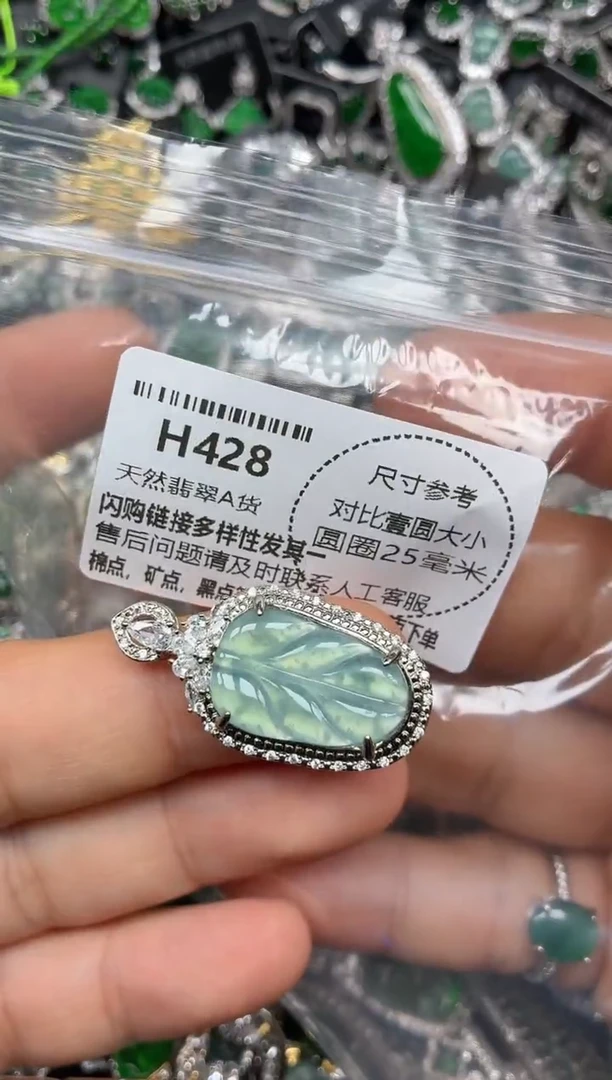 H428
天然翡翠A货
闪购链接多样性发其一
售后问题请及时联系人工客服
棉点，矿点，黑点
下单
尺寸参考
对比壹圆大小
圆圈25毫米